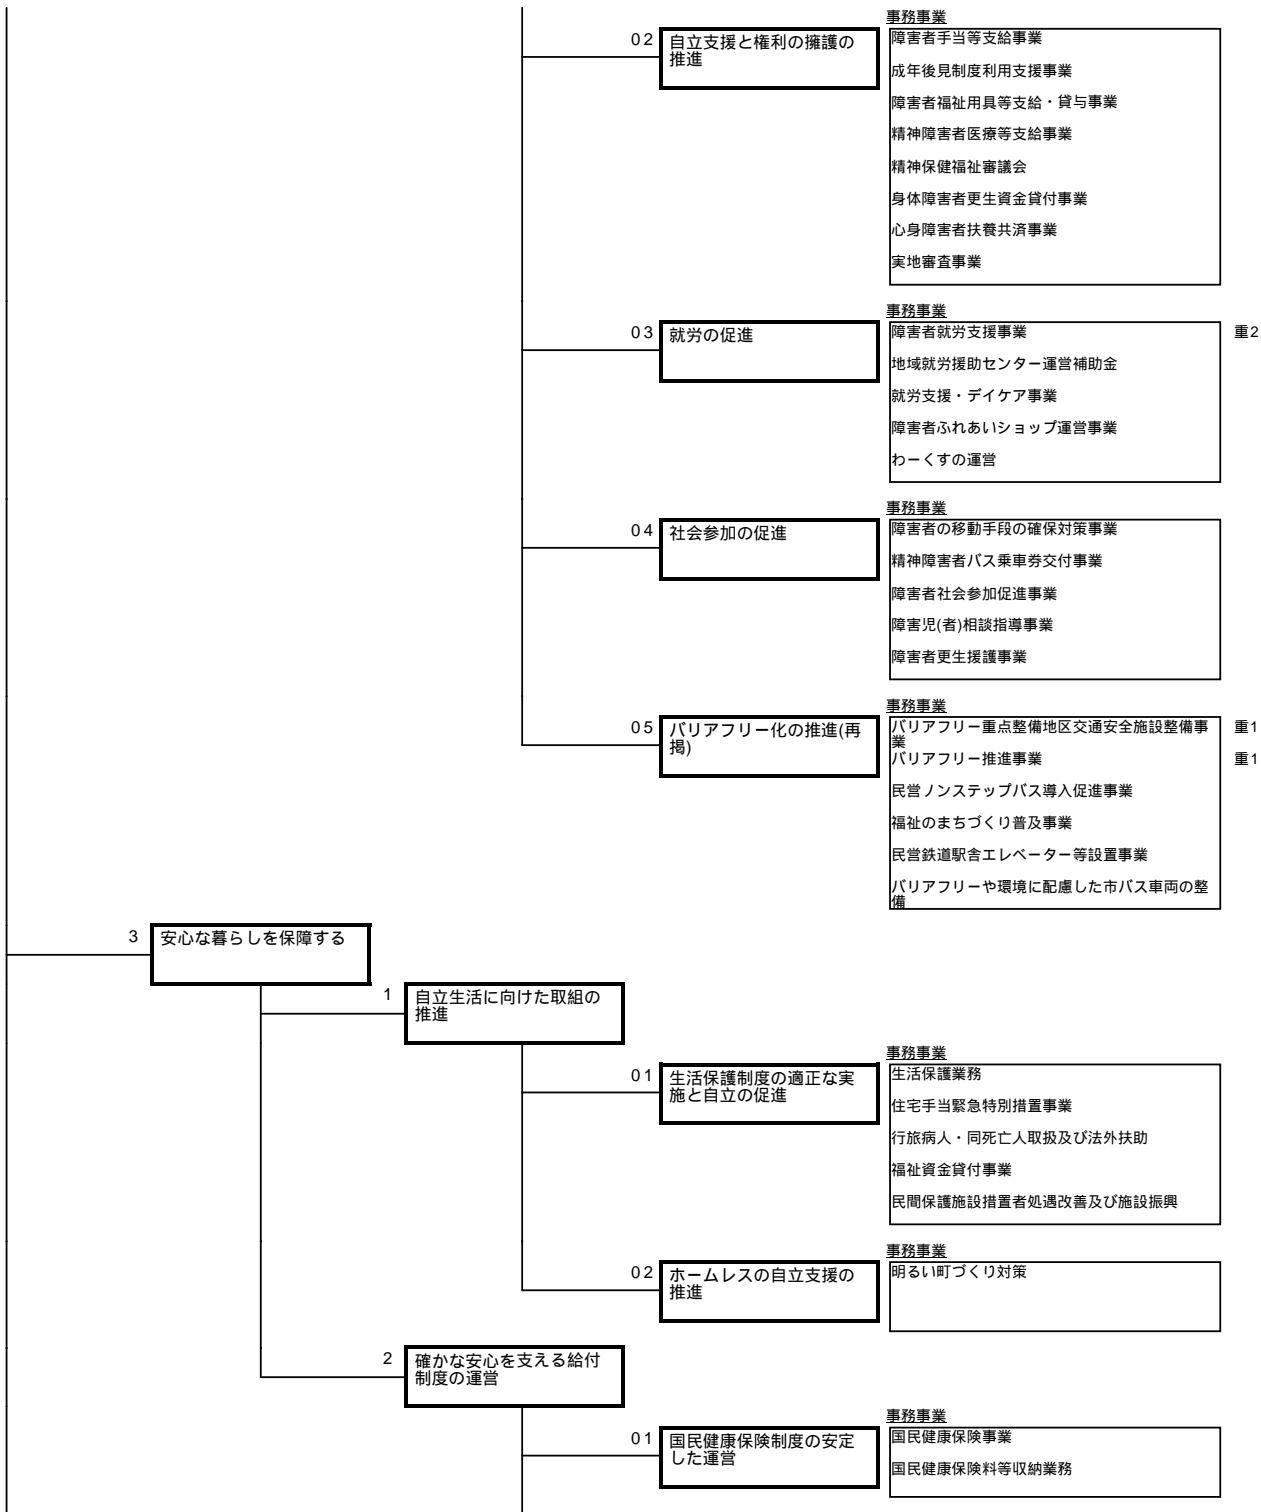 事務事業
02 自立支援と権利の擁護の
推進
障害者手当等支給事業
成年後見制度利用支援事業
障害者福祉用具等支給・貸与事業
精神障害者医療等支給事業
精神保健福祉審議会
身体障害者更生資金貸付事業
心身障害者扶養共済事業
実地審査事業
事務事業
03 就労の促進
障害者就労支援事業 重2
地域就労援助センター運営補助金
就労支援・デイケア事業
障害者ふれあいショップ運営事業
わーくすの運営
事務事業
04 社会参加の促進
障害者の移動手段の確保対策事業
精神障害者バス乗車券交付事業
障害者社会参加促進事業
障害児(者)相談指導事業
障害者更生援護事業
事務事業
05 バリアフリー化の推進(再
掲)
バリアフリー重点整備地区交通安全施設整備事 重1
業
バリアフリー推進事業 重1
民営ノンステップバス導入促進事業
福祉のまちづくり普及事業
民営鉄道駅舎エレベーター等設置事業
バリアフリーや環境に配慮した市バス車両の整
備
3 安心な暮らしを保障する
1 自立生活に向けた取組の
推進
事務事業
01 生活保護制度の適正な実
施と自立の促進
生活保護業務
住宅手当緊急特別措置事業
行旅病人・同死亡人取扱及び法外扶助
福祉資金貸付事業
民間保護施設措置者処遇改善及び施設振興
事務事業
02 ホームレスの自立支援の
推進
明るい町づくり対策
2 確かな安心を支える給付
制度の運営
事務事業
01 国民健康保険制度の安定
した運営
国民健康保険事業
国民健康保険料等収納業務